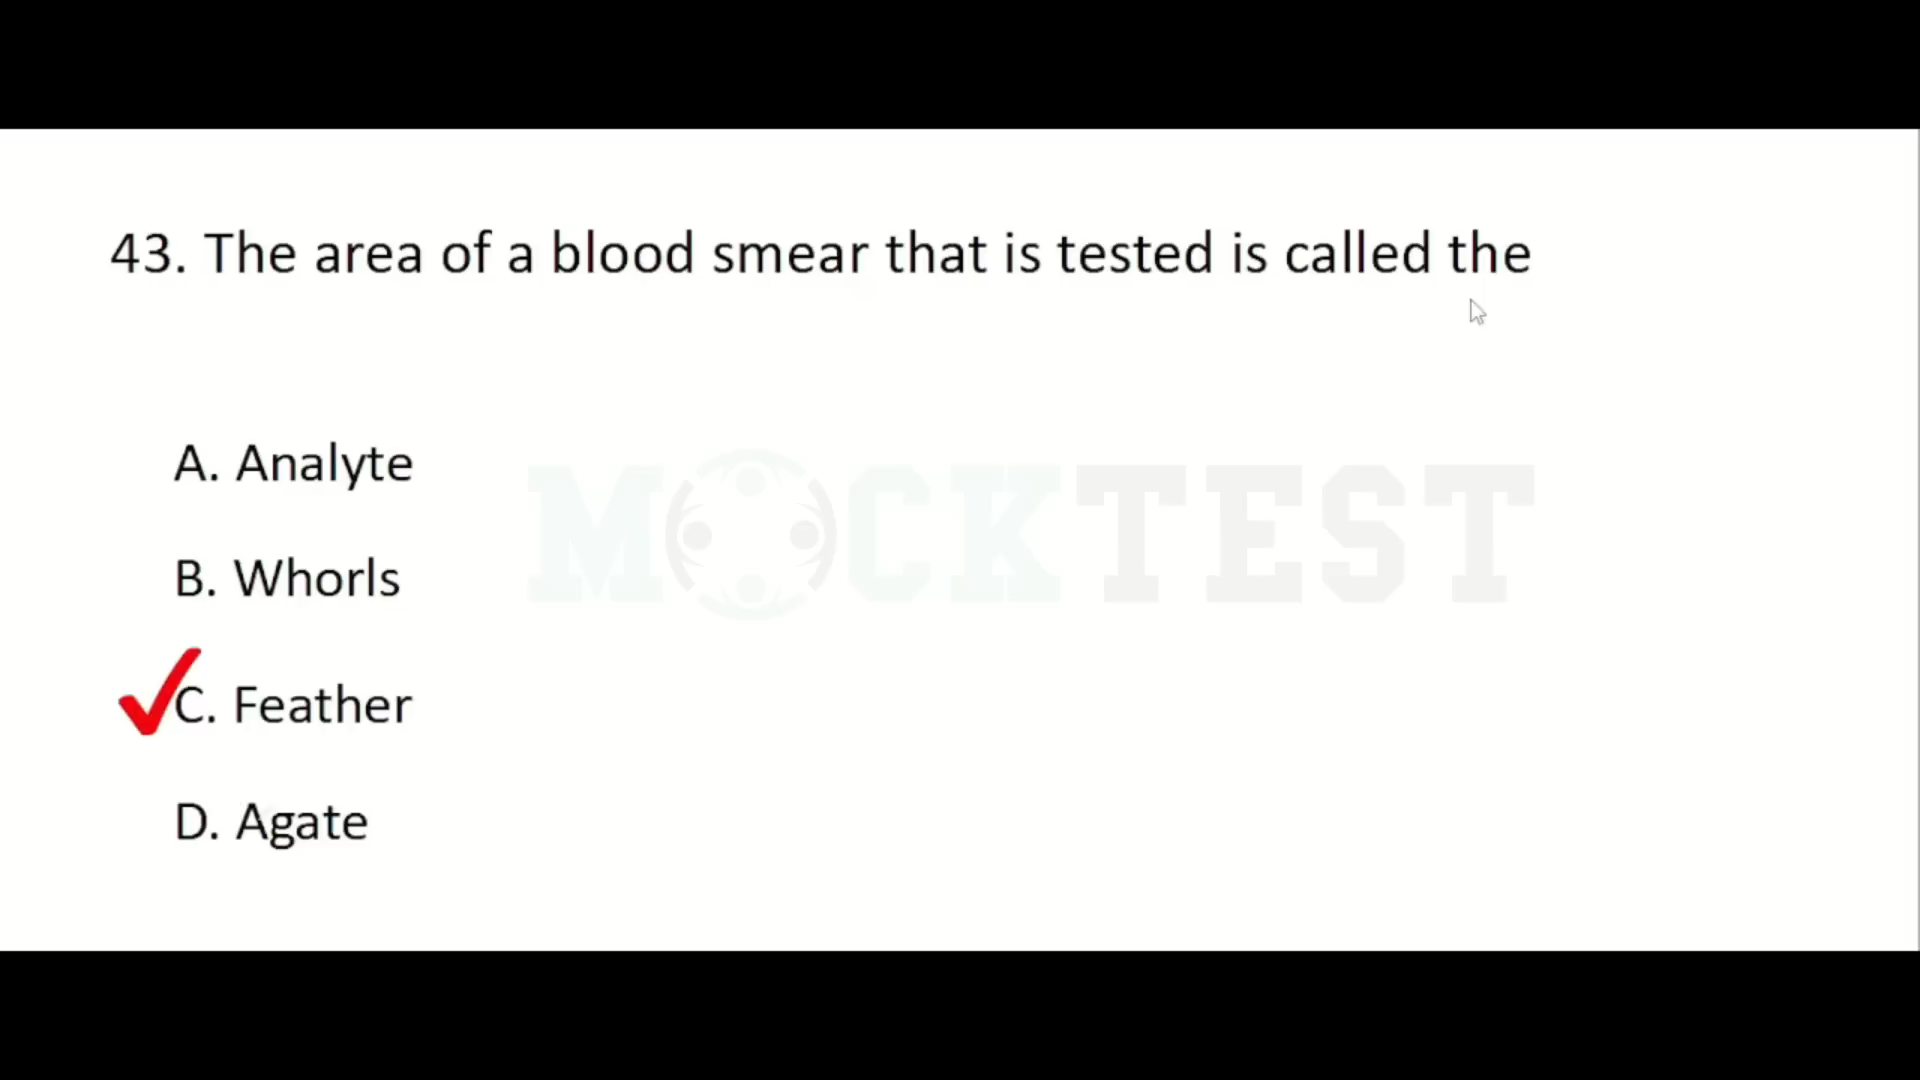 43. The area of a blood smear that is tested is called the
A. Analyte
MOCKTEST
B. Whorls
C. Feather
D. Agate